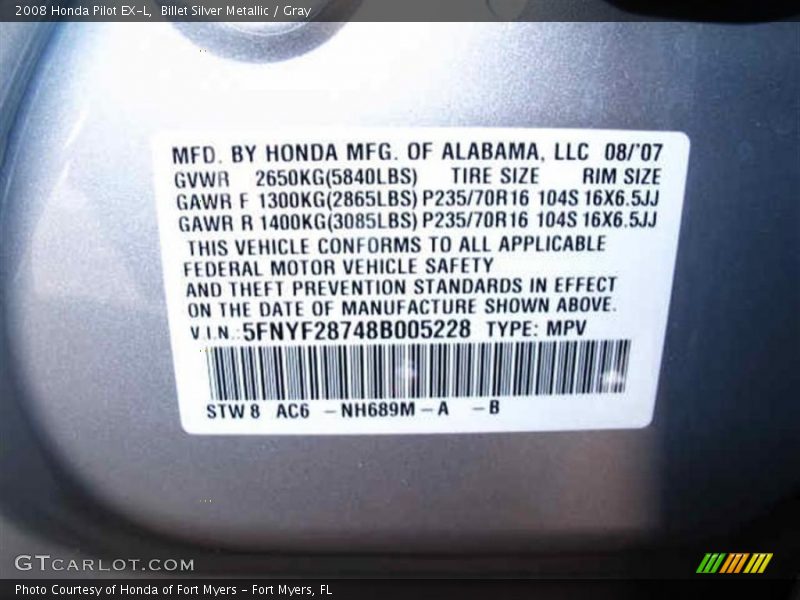 2008 Honda Pilot EX-L, Billet Silver Metallic / Gray
MFD. BY HONDA MFG. OF ALABAMA, LLC 08/'07
GVWR 2650KG(5840LBS) TIRE SIZE RIM SIZE
GAWR F 1300KG(2865LBS) P235/70R16 104S 16X6.5JJ
GAWR R 1400KG(3085LBS) P235/70R16 104S 16X6.5JJ
THIS VEHICLE CONFORMS TO ALL APPLICABLE
FEDERAL MOTOR VEHICLE SAFETY
AND THEFT PREVENTION STANDARDS IN EFFECT
ON THE DATE OF MANUFACTURE SHOWN ABOVE.
V.I.N.: 5FNYF28748B005228 TYPE: MPV
STW8 AC6 -NH689M-A -B
GTCARLOT.COM
Photo Courtesy of Honda of Fort Myers - Fort Myers, FL